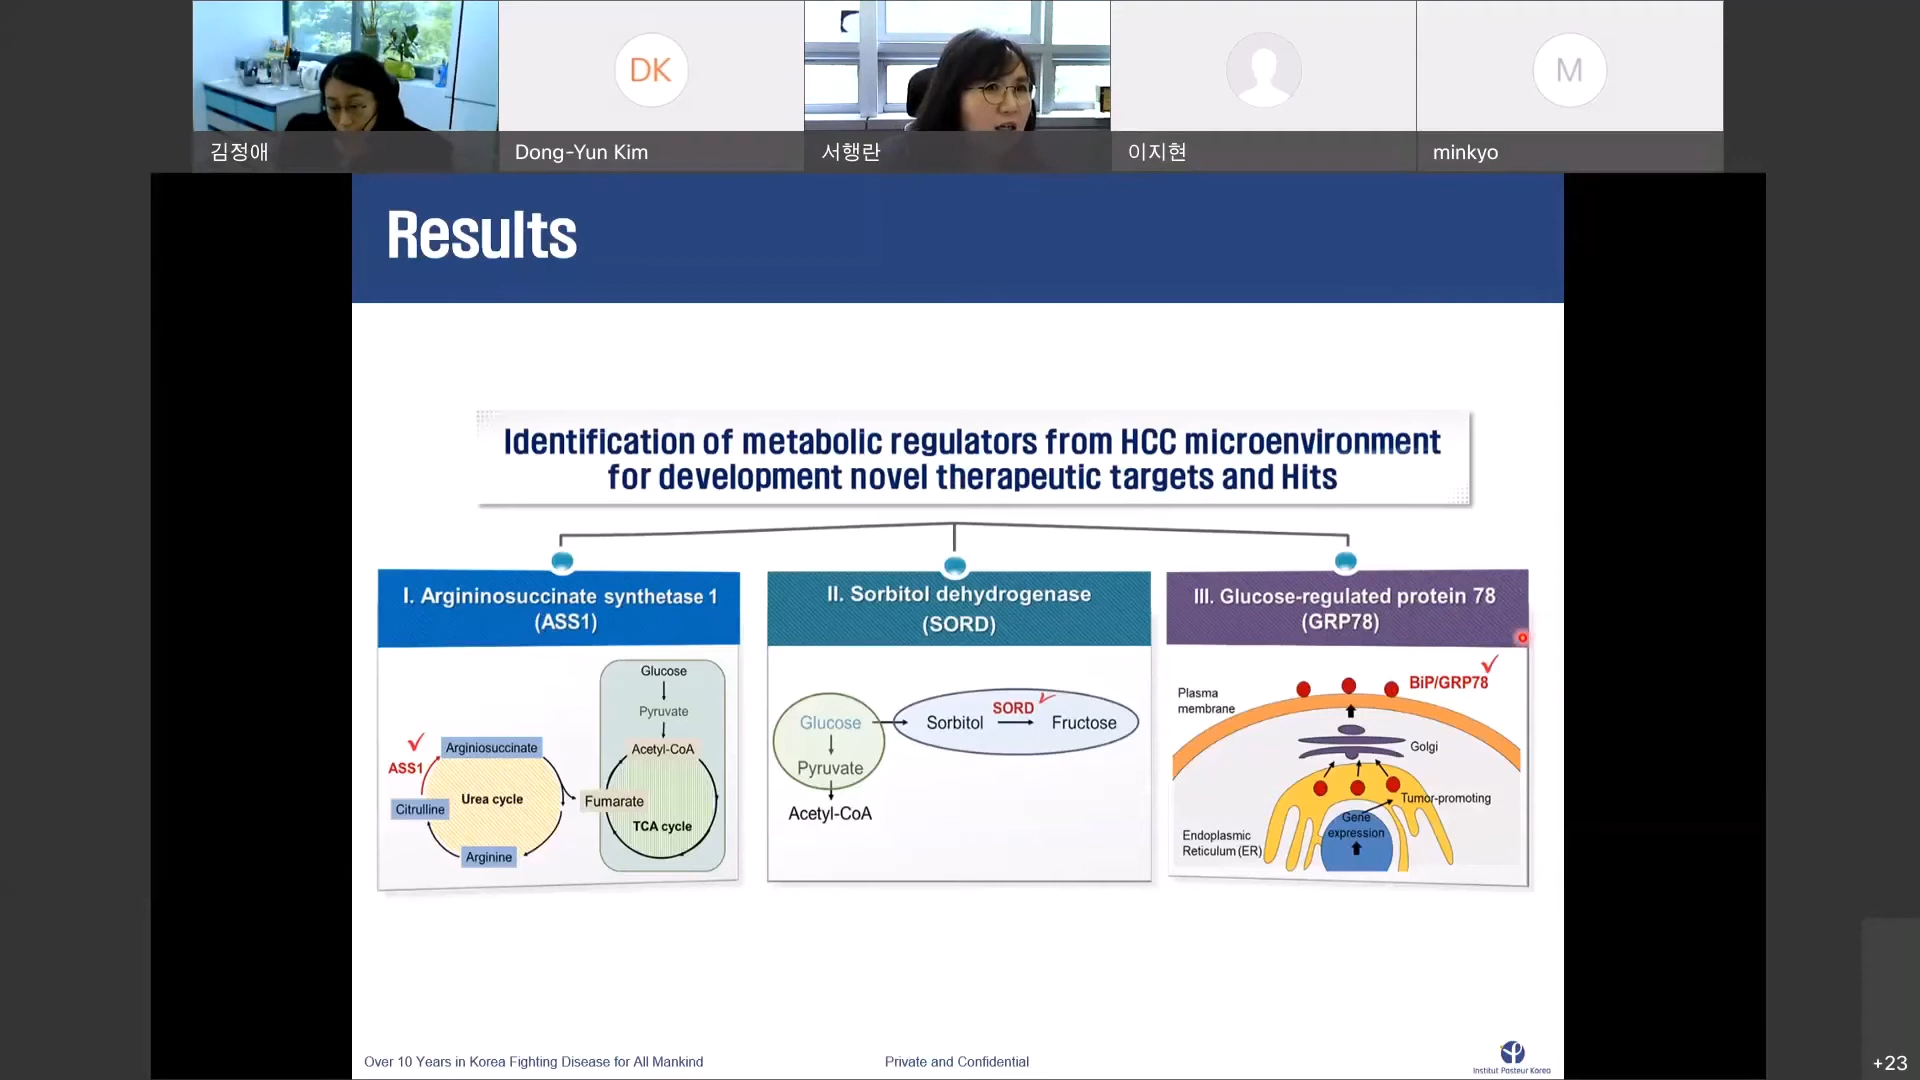 DK
M
김정애
Dong-Yun Kim
서행란
이지현
minkyo
Results
Identification of metabolic regulators from HCC microenvironment
for development novel therapeutic targets and Hits
I. Argininosuccinate synthetase 1
(ASS1)
Glucose
Pyruvate
Acetyl-CoA
Arginiosuccinate
ASS1
Citrulline
Urea cycle
Fumarate
TCA cycle
Arginine
II. Sorbitol dehydrogenase
(SORD)
Glucose
Sorbitol
SORD
Fructose
Pyruvate
Acetyl-CoA
III. Glucose-regulated protein 78
(GRP78)
BiP/GRP78
Plasma
membrane
Golgi
Tumor-promoting
Gene
expression
Endoplasmic
Reticulum (ER)
Over 10 Years in Korea Fighting Disease for All Mankind
Private and Confidential
Institut Pasteur Korea
+23